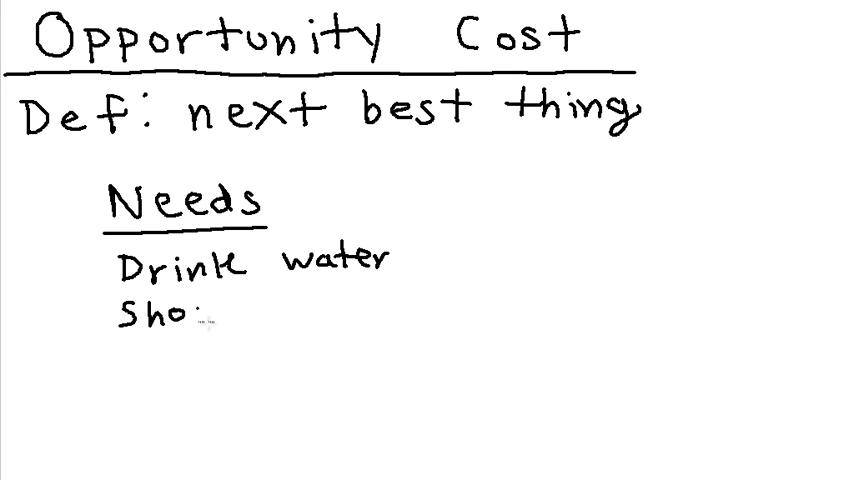 Opportunity Cost
Def: next best thing
Needs
Drink water
Sho